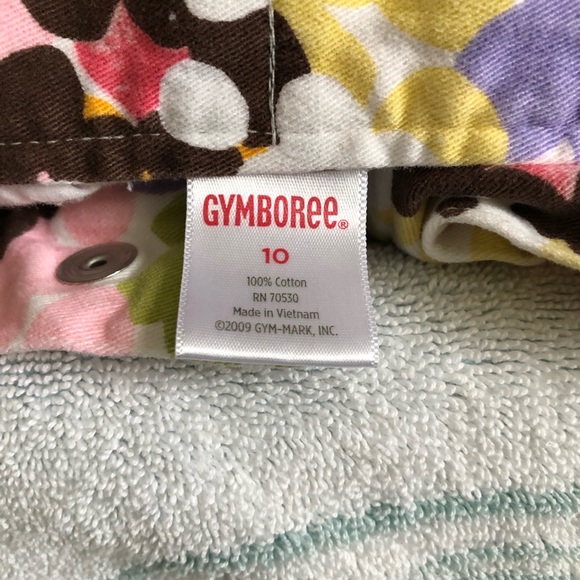 GYMBOREE®
10
100% Cotton
RN 70530
Made in Vietnam
©2009 GYM-MARK, INC.